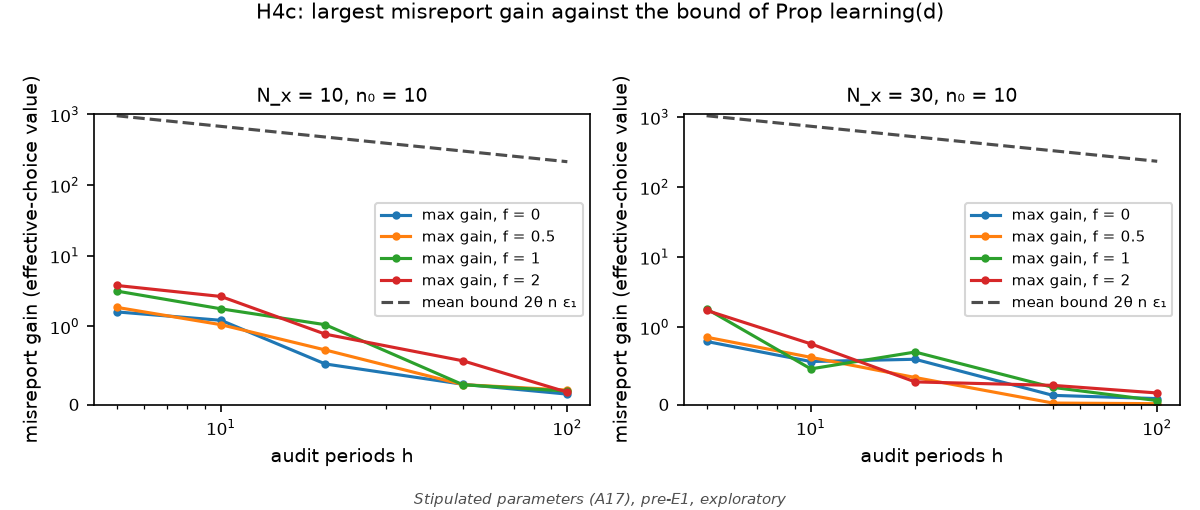 H4c: largest misreport gain against the bound of Prop learning(d)
N_x = 10, n₀ = 10
misreport gain (effective-choice value)
10³
10²
10¹
10⁰
0
max gain, f = 0
max gain, f = 0.5
max gain, f = 1
max gain, f = 2
mean bound 2θ n ε₁
10¹
10²
audit periods h
N_x = 30, n₀ = 10
misreport gain (effective-choice value)
10³
10²
10¹
10⁰
0
max gain, f = 0
max gain, f = 0.5
max gain, f = 1
max gain, f = 2
mean bound 2θ n ε₁
10¹
10²
audit periods h
Stipulated parameters (A17), pre-E1, exploratory